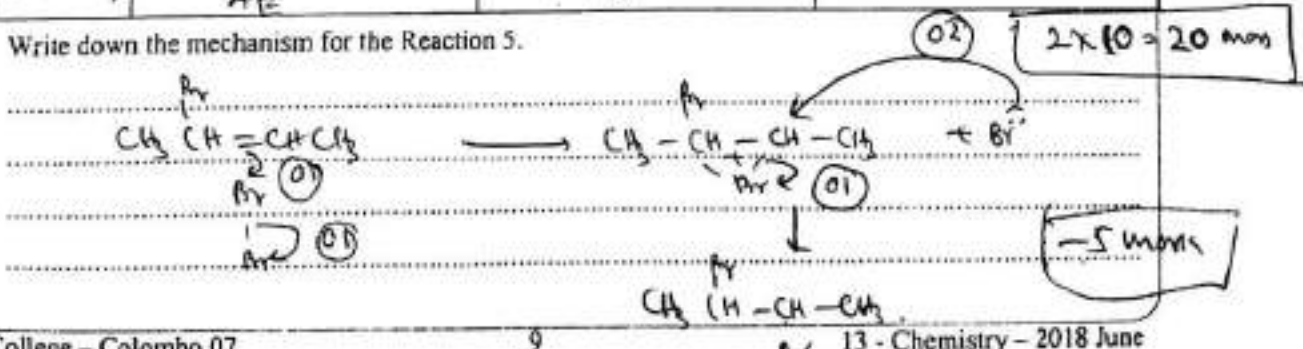 Write down the mechanism for the Reaction 5.
02
2 x 10 = 20
Br Br
CH3 CH = CH CH3 → CH3 - CH - CH - CH3 + Br
Br 01 + Br 01
Br 01
-5
Br
CH3 CH - CH - CH3
College – Colombo 07 9 13 - Chemistry – 2018 June